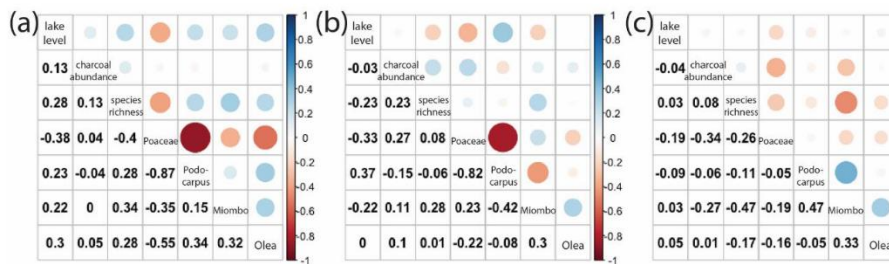 (a)
lake level
0.13 charcoal abundance
0.28 0.13 species richness
-0.38 0.04 -0.4 Poaceae
0.23 -0.04 0.28 -0.87 Podo-carpus
0.22 0 0.34 -0.35 0.15 Miombo
0.3 0.05 0.28 -0.55 0.34 0.32 Olea
1
0.8
0.6
0.4
0.2
0
-0.2
-0.4
-0.6
-0.8
-1
(b)
lake level
-0.03 charcoal abundance
-0.23 0.23 species richness
-0.33 0.27 0.08 Poaceae
0.37 -0.15 -0.06 -0.82 Podo-carpus
-0.22 0.11 0.28 0.23 -0.42 Miombo
0 0.1 0.01 -0.22 -0.08 0.3 Olea
1
0.8
0.6
0.4
0.2
0
-0.2
-0.4
-0.6
-0.8
-1
(c)
lake level
-0.04 charcoal abundance
0.03 0.08 species richness
-0.19 -0.34 -0.26 Poaceae
-0.09 -0.06 -0.11 -0.05 Podo-carpus
0.03 -0.27 -0.47 -0.19 0.47 Miombo
0.05 0.01 -0.17 -0.16 -0.05 0.33 Olea